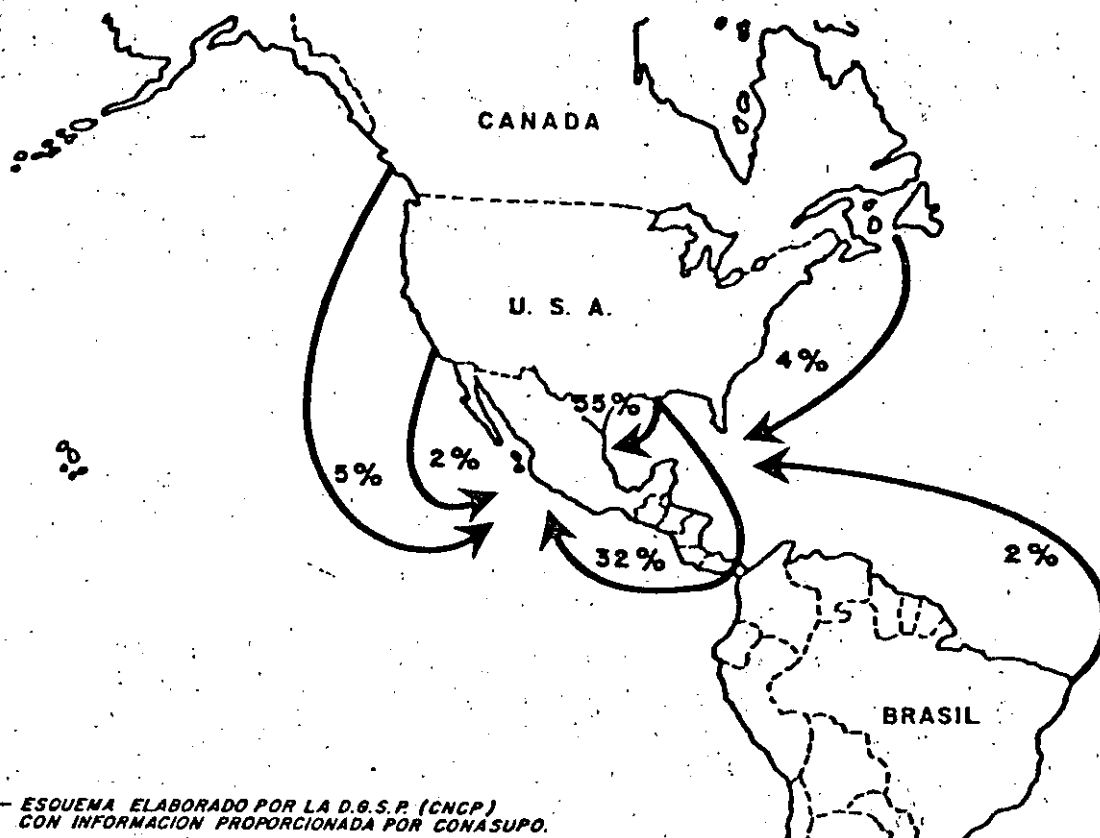 CANADA
U. S. A.
4%
55%
2%
5%
32%
2%
BRASIL
- ESQUEMA ELABORADO POR LA D.G.S.P. (CNCP)
CON INFORMACION PROPORCIONADA POR CONASUPO.